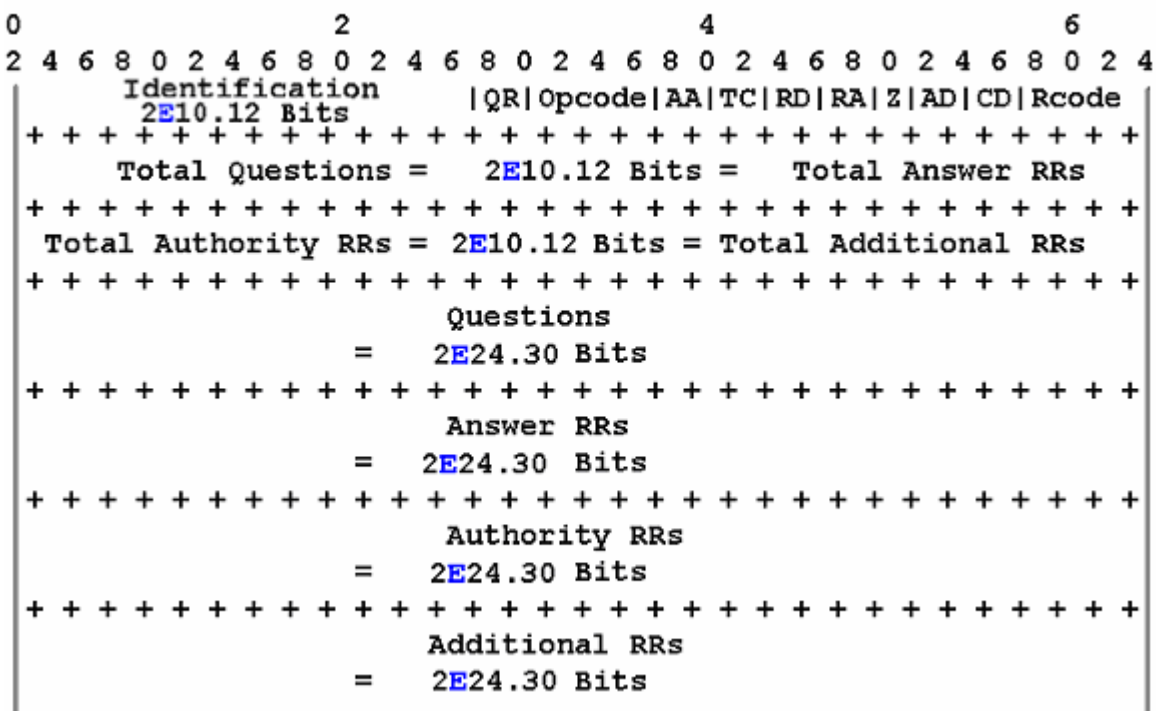 0 2 4 6
2 4 6 8 0 2 4 6 8 0 2 4 6 8 0 2 4 6 8 0 2 4 6 8 0 2 4 6 8 0 2 4
Identification
2E10.12 Bits
|QR|Opcode|AA|TC|RD|RA|Z|AD|CD|Rcode
+ + + + + + + + + + + + + + + + + + + + + + + + + + + + + + +
Total Questions = 2E10.12 Bits = Total Answer RRs
+ + + + + + + + + + + + + + + + + + + + + + + + + + + + + + +
Total Authority RRs = 2E10.12 Bits = Total Additional RRs
+ + + + + + + + + + + + + + + + + + + + + + + + + + + + + + +
Questions
= 2E24.30 Bits
+ + + + + + + + + + + + + + + + + + + + + + + + + + + + + + +
Answer RRs
= 2E24.30 Bits
+ + + + + + + + + + + + + + + + + + + + + + + + + + + + + + +
Authority RRs
= 2E24.30 Bits
+ + + + + + + + + + + + + + + + + + + + + + + + + + + + + + +
Additional RRs
= 2E24.30 Bits